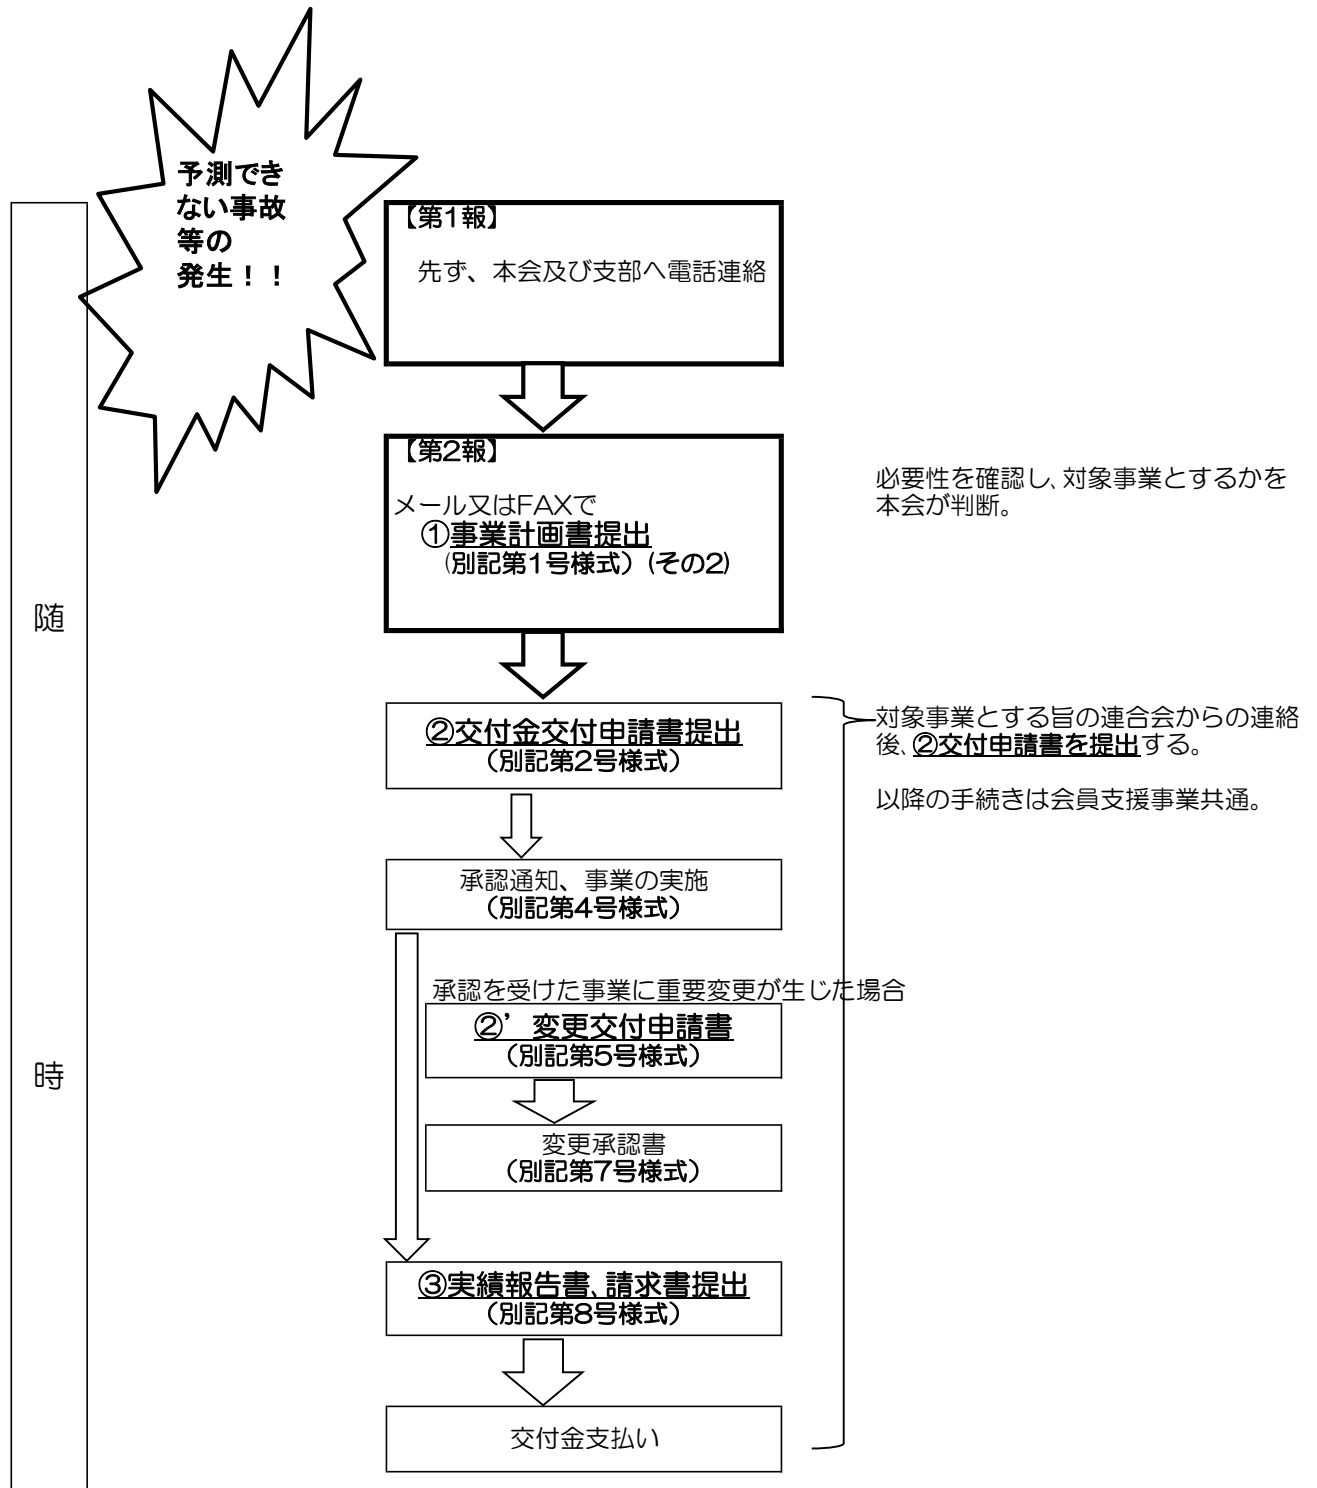 予測でき
ない事故
等の
発生！！
【第1報】
先ず、本会及び支部へ電話連絡
【第2報】
メール又はFAXで
①事業計画書提出
(別記第1号様式）(その2)
必要性を確認し、対象事業とするかを
本会が判断。
随
時
②交付金交付申請書提出
（別記第2号様式）
対象事業とする旨の連合会からの連絡
後、②交付申請書を提出する。
以降の手続きは会員支援事業共通。
承認通知、事業の実施
（別記第4号様式）
承認を受けた事業に重要変更が生じた場合
②’変更交付申請書
（別記第5号様式）
変更承認書
（別記第7号様式）
③実績報告書、請求書提出
（別記第8号様式）
交付金支払い